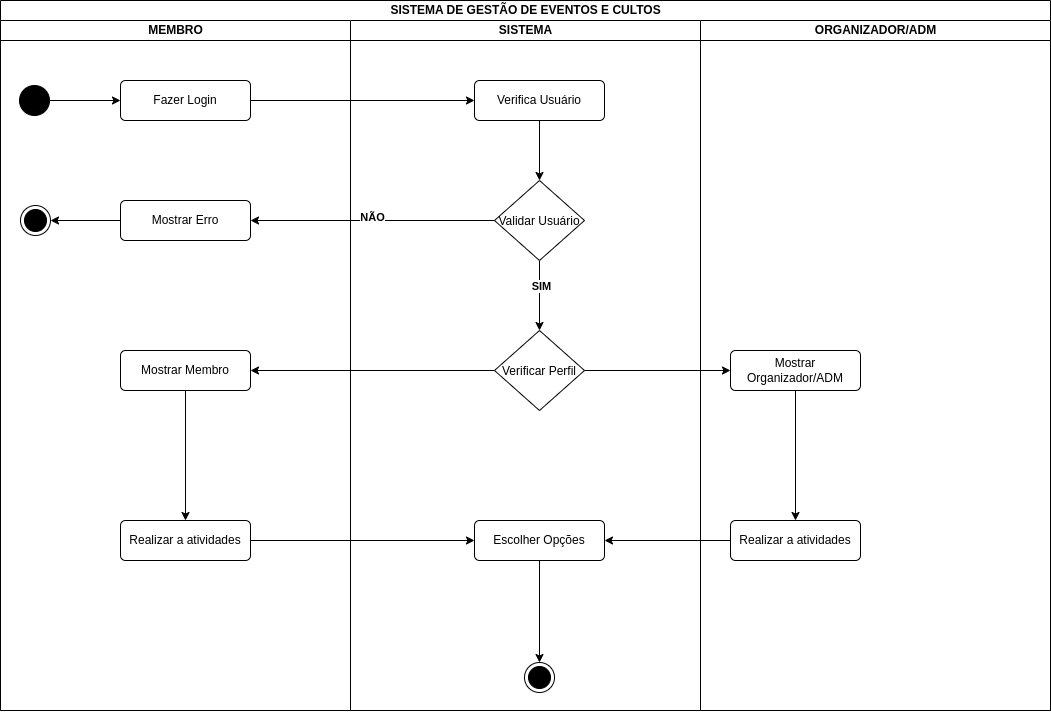 SISTEMA DE GESTÃO DE EVENTOS E CULTOS
MEMBRO
SISTEMA
ORGANIZADOR/ADM
Fazer Login
Verifica Usuário
Mostrar Erro
NÃO
Validar Usuário
SIM
Mostrar Membro
Verificar Perfil
Mostrar
Organizador/ADM
Realizar a atividades
Escolher Opções
Realizar a atividades